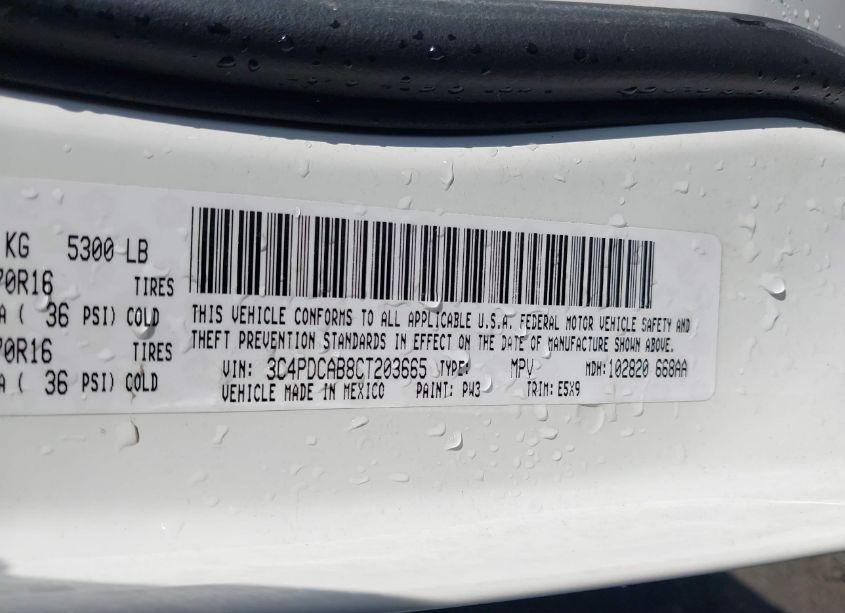 KG 5300 LB
70R16 TIRES
A ( 36 PSI) COLD
70R16 TIRES
A ( 36 PSI) COLD
THIS VEHICLE CONFORMS TO ALL APPLICABLE U.S.A. FEDERAL MOTOR VEHICLE SAFETY AND
THEFT PREVENTION STANDARDS IN EFFECT ON THE DATE OF MANUFACTURE SHOWN ABOVE.
VIN: 3C4PDCAB8CT203665 TYPE: MPV MDH: 102820 668AA
VEHICLE MADE IN MEXICO PAINT: PW3 TRIM: E5X9